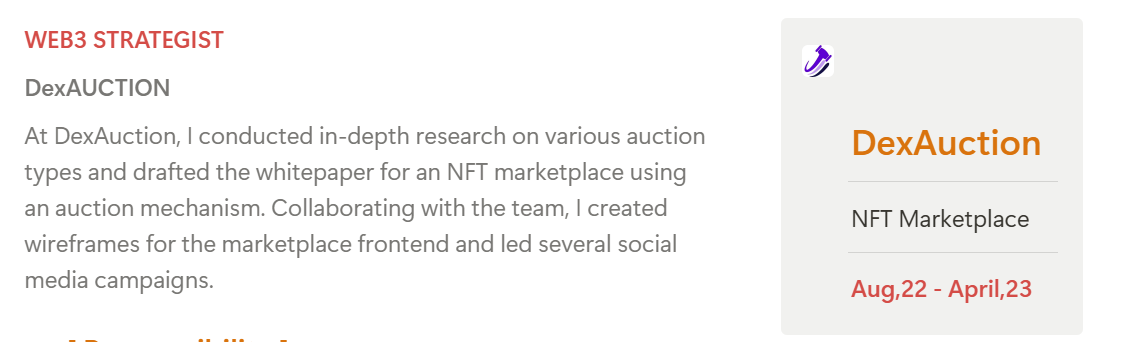 WEB3 STRATEGIST
DexAUCTION
At DexAuction, I conducted in-depth research on various auction
types and drafted the whitepaper for an NFT marketplace using
an auction mechanism. Collaborating with the team, I created
wireframes for the marketplace frontend and led several social
media campaigns.
DexAuction
NFT Marketplace
Aug,22 - April,23